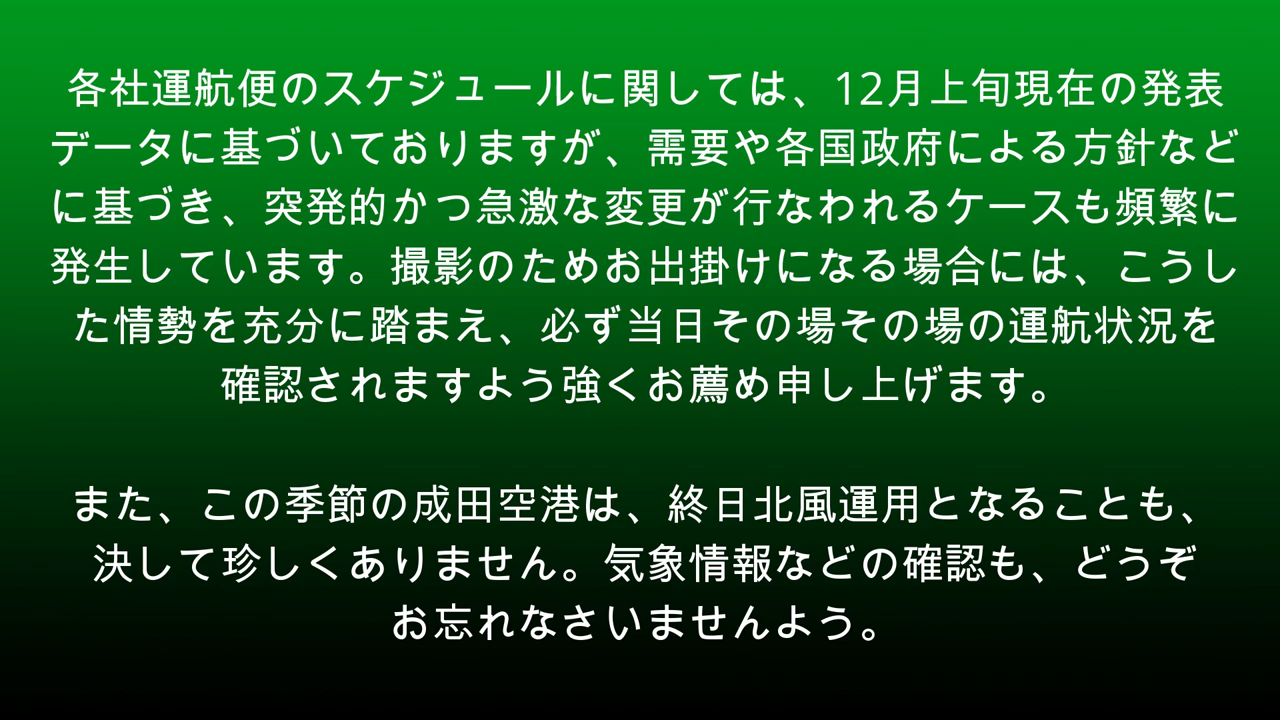 各社運航便のスケジュールに関しては、12月上旬現在の発表
データに基づいておりますが、需要や各国政府による方針など
に基づき、突発的かつ急激な変更が行なわれるケースも頻繁に
発生しています。撮影のためお出掛けになる場合には、こうし
た情勢を充分に踏まえ、必ず当日その場その場の運航状況を
確認されますよう強くお薦め申し上げます。
また、この季節の成田空港は、終日北風運用となることも、
決して珍しくありません。気象情報などの確認も、どうぞ
お忘れなさいませんよう。